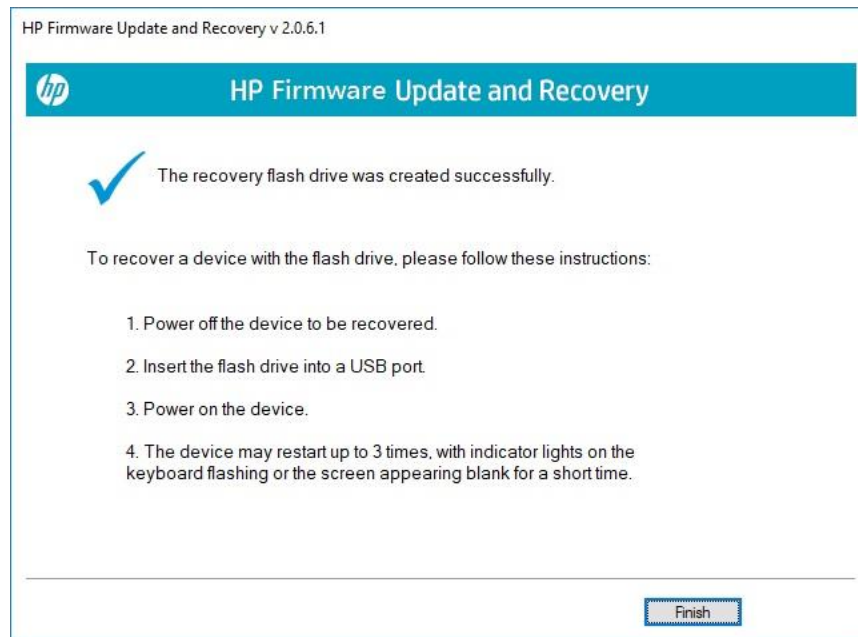 HP Firmware Update and Recovery v 2.0.6.1
hp
HP Firmware Update and Recovery
The recovery flash drive was created successfully.
To recover a device with the flash drive, please follow these instructions:
1. Power off the device to be recovered.
2. Insert the flash drive into a USB port.
3. Power on the device.
4. The device may restart up to 3 times, with indicator lights on the
keyboard flashing or the screen appearing blank for a short time.
Finish